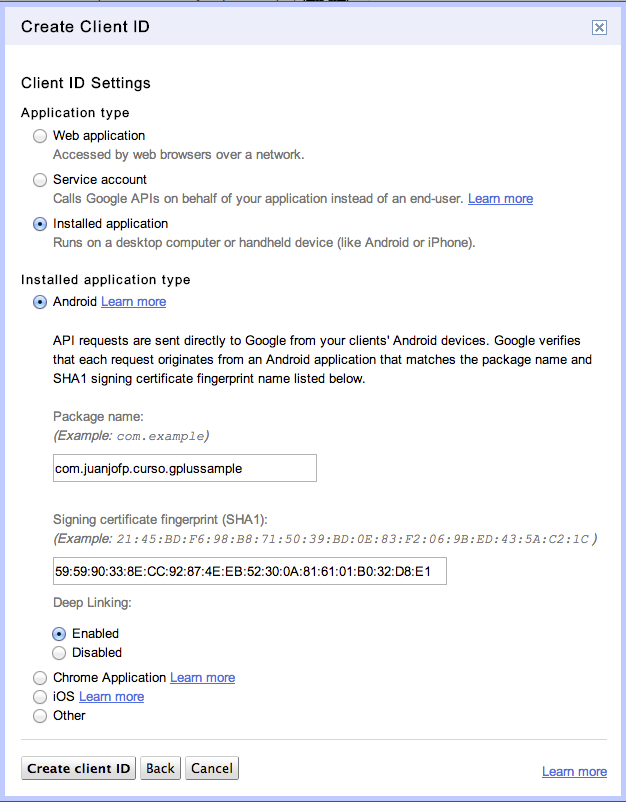 Create Client ID
Client ID Settings
Application type
Web application
Accessed by web browsers over a network.
Service account
Calls Google APIs on behalf of your application instead of an end-user. Learn more
Installed application
Runs on a desktop computer or handheld device (like Android or iPhone).
Installed application type
Android Learn more
API requests are sent directly to Google from your clients' Android devices. Google verifies
that each request originates from an Android application that matches the package name and
SHA1 signing certificate fingerprint name listed below.
Package name:
(Example: com.example)
com.juanjofp.curso.gplussample
Signing certificate fingerprint (SHA1):
(Example: 21:45:BD:F6:98:B8:71:50:39:BD:0E:83:F2:06:9B:ED:43:5A:C2:1C )
59:59:90:33:8E:CC:92:87:4E:EB:52:30:0A:81:61:01:B0:32:D8:E1
Deep Linking:
Enabled
Disabled
Chrome Application Learn more
iOS Learn more
Other
Create client ID Back Cancel Learn more